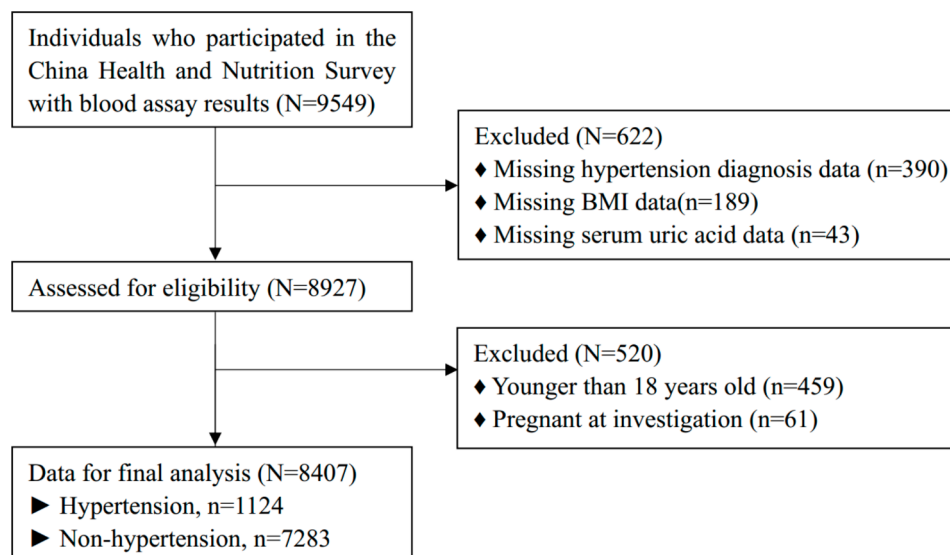 Individuals who participated in the
China Health and Nutrition Survey
with blood assay results (N=9549)
Excluded (N=622)
♦ Missing hypertension diagnosis data (n=390)
♦ Missing BMI data(n=189)
♦ Missing serum uric acid data (n=43)
Assessed for eligibility (N=8927)
Excluded (N=520)
♦ Younger than 18 years old (n=459)
♦ Pregnant at investigation (n=61)
Data for final analysis (N=8407)
► Hypertension, n=1124
► Non-hypertension, n=7283